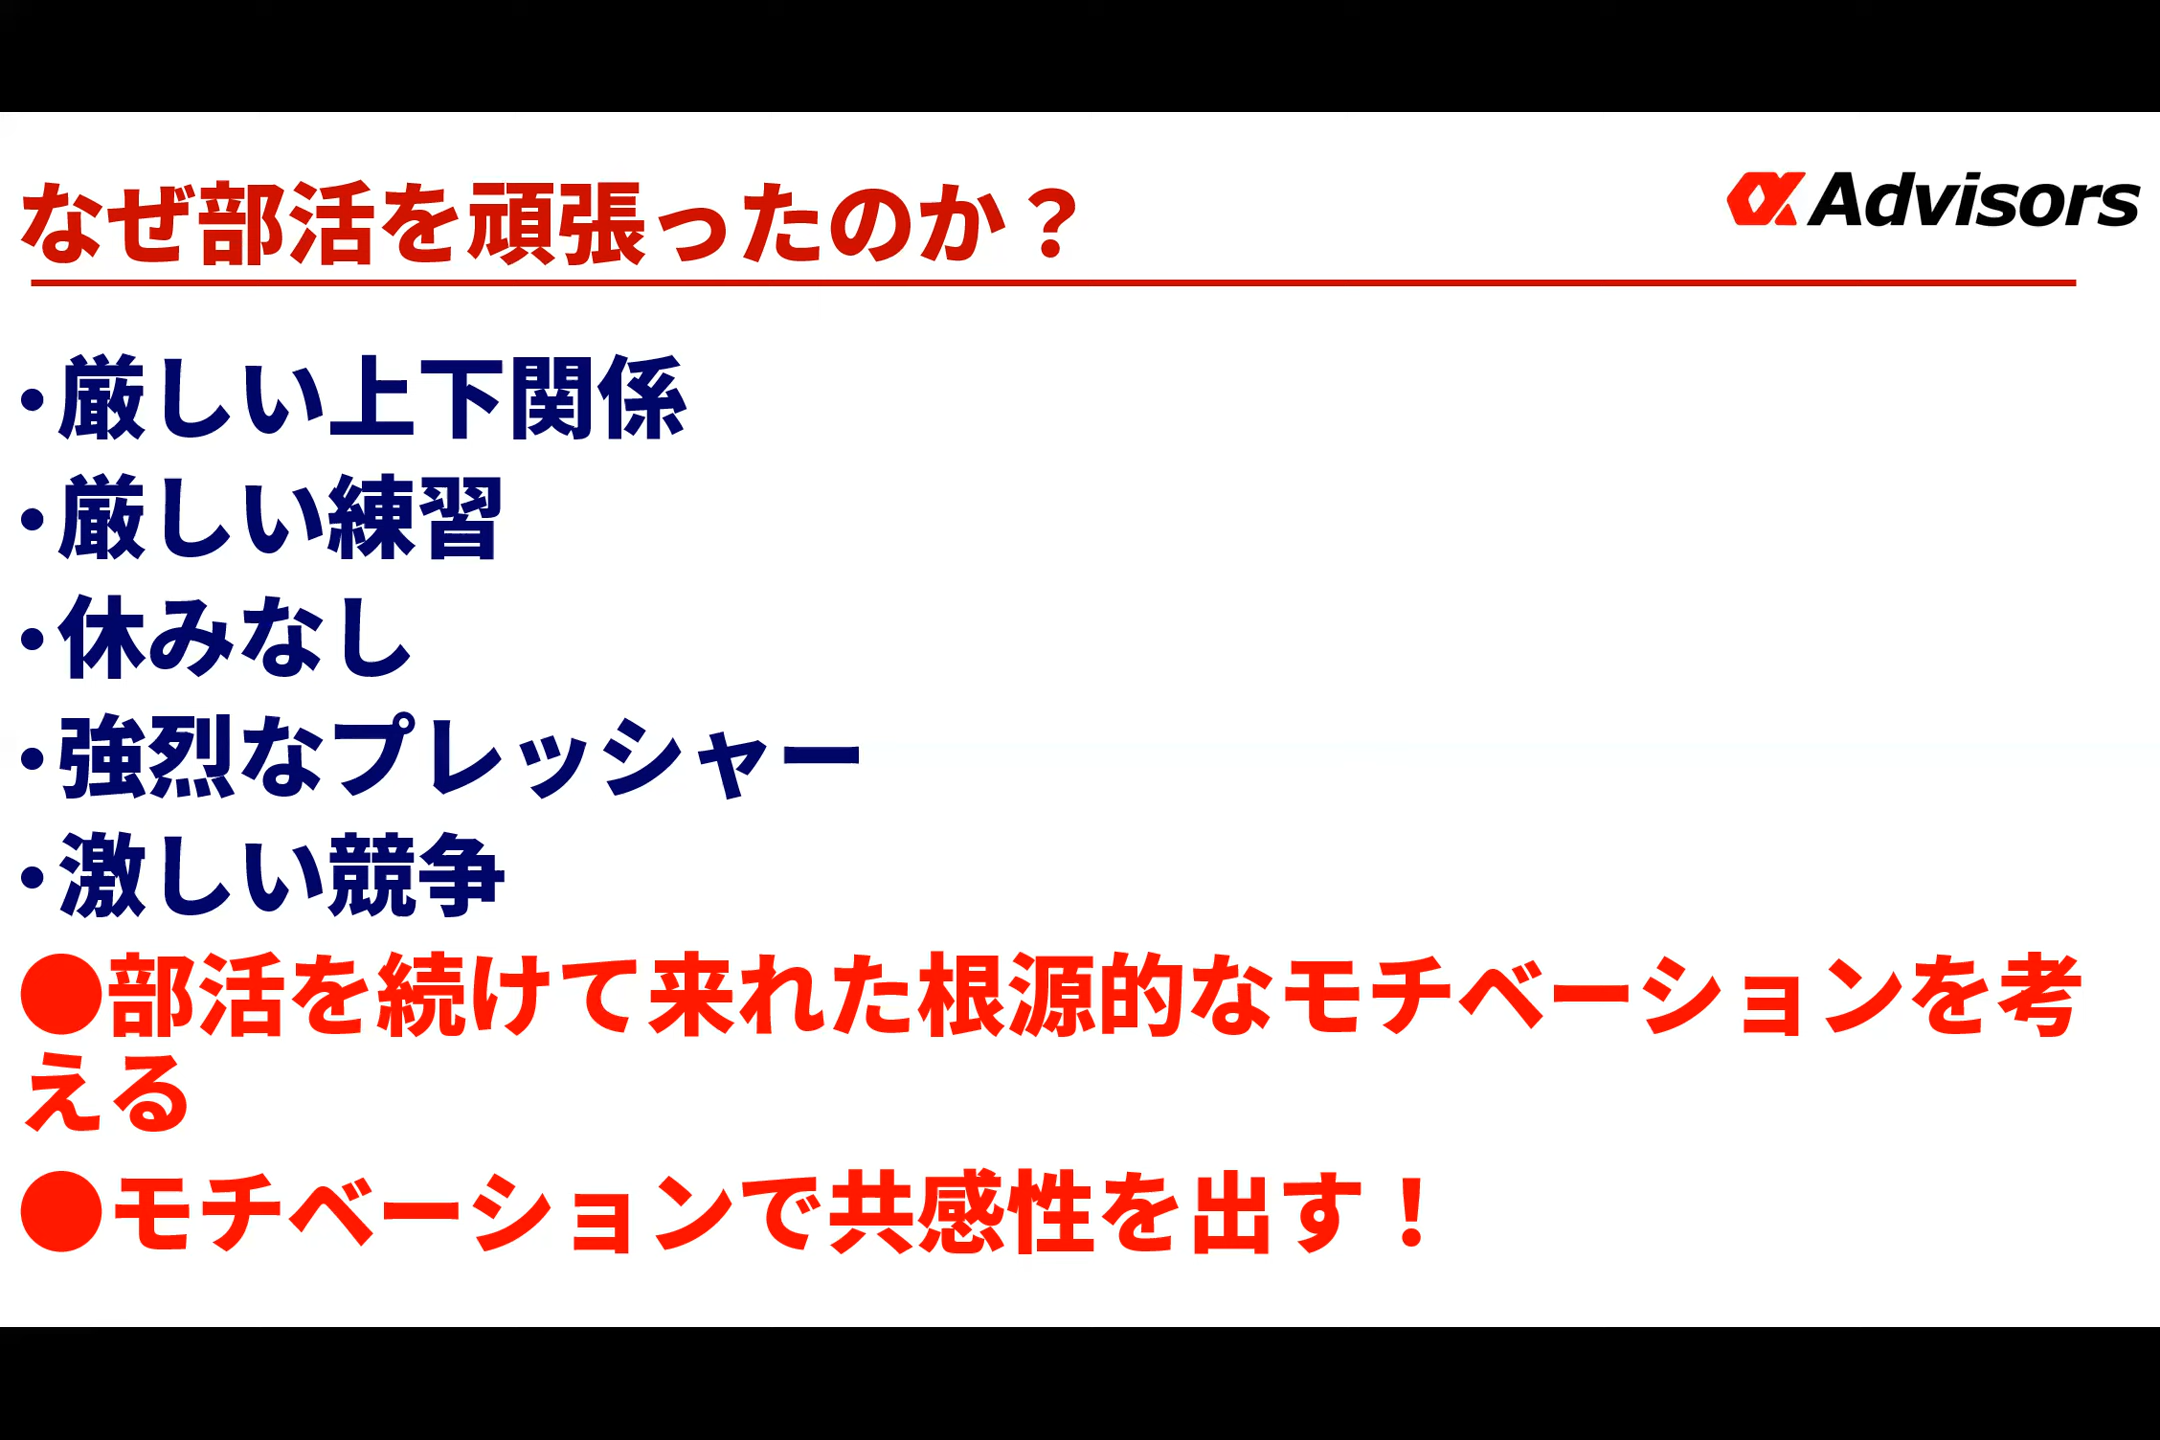 なぜ部活を頑張ったのか？
αAdvisors
・厳しい上下関係
・厳しい練習
・休みなし
・強烈なプレッシャー
・激しい競争
●部活を続けて来れた根源的なモチベーションを考
える
●モチベーションで共感性を出す！